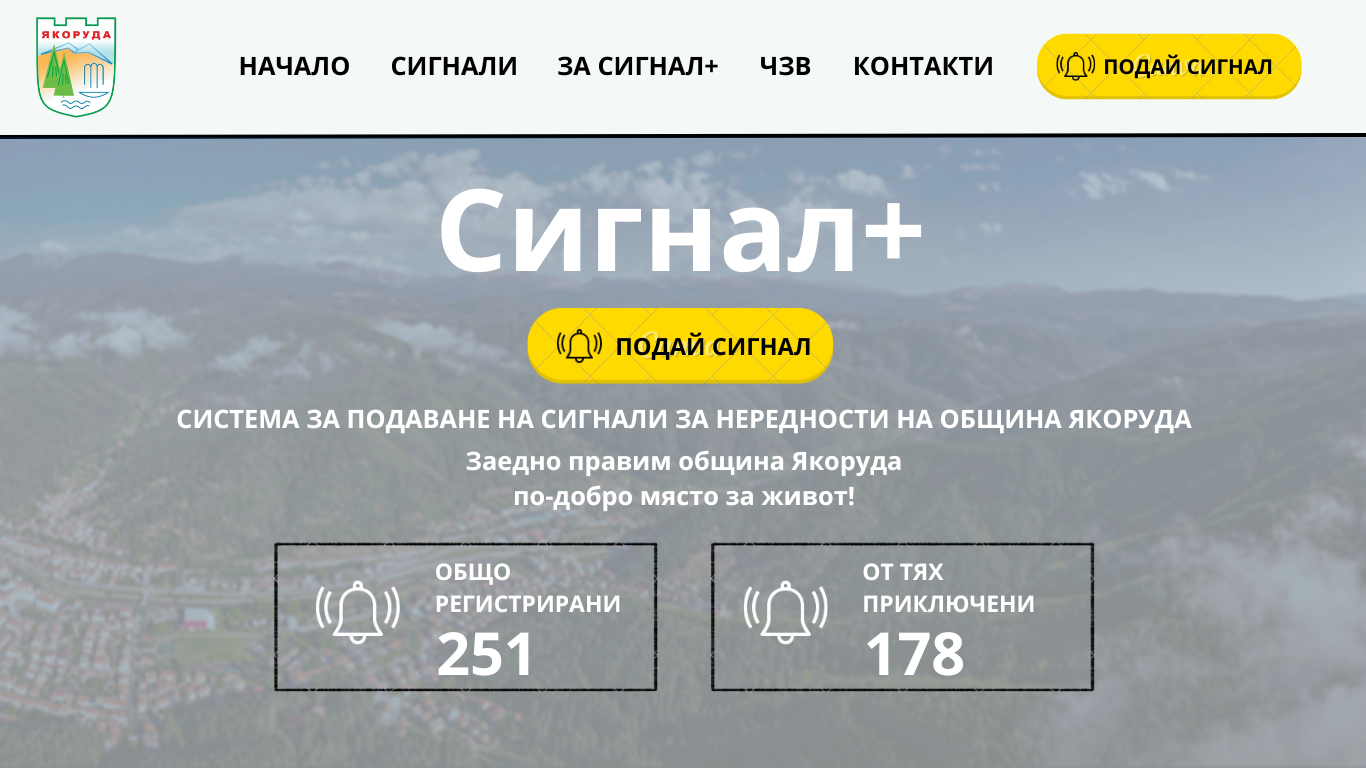 ЯКОРУДА
НАЧАЛО СИГНАЛИ ЗА СИГНАЛ+ ЧЗВ КОНТАКТИ ПОДАЙ СИГНАЛ
Сигнал+
ПОДАЙ СИГНАЛ
СИСТЕМА ЗА ПОДАВАНЕ НА СИГНАЛИ ЗА НЕРЕДНОСТИ НА ОБЩИНА ЯКОРУДА
Заедно правим община Якоруда
по-добро място за живот!
ОБЩО
РЕГИСТРИРАНИ
251
ОТ ТЯХ
ПРИКЛЮЧЕНИ
178